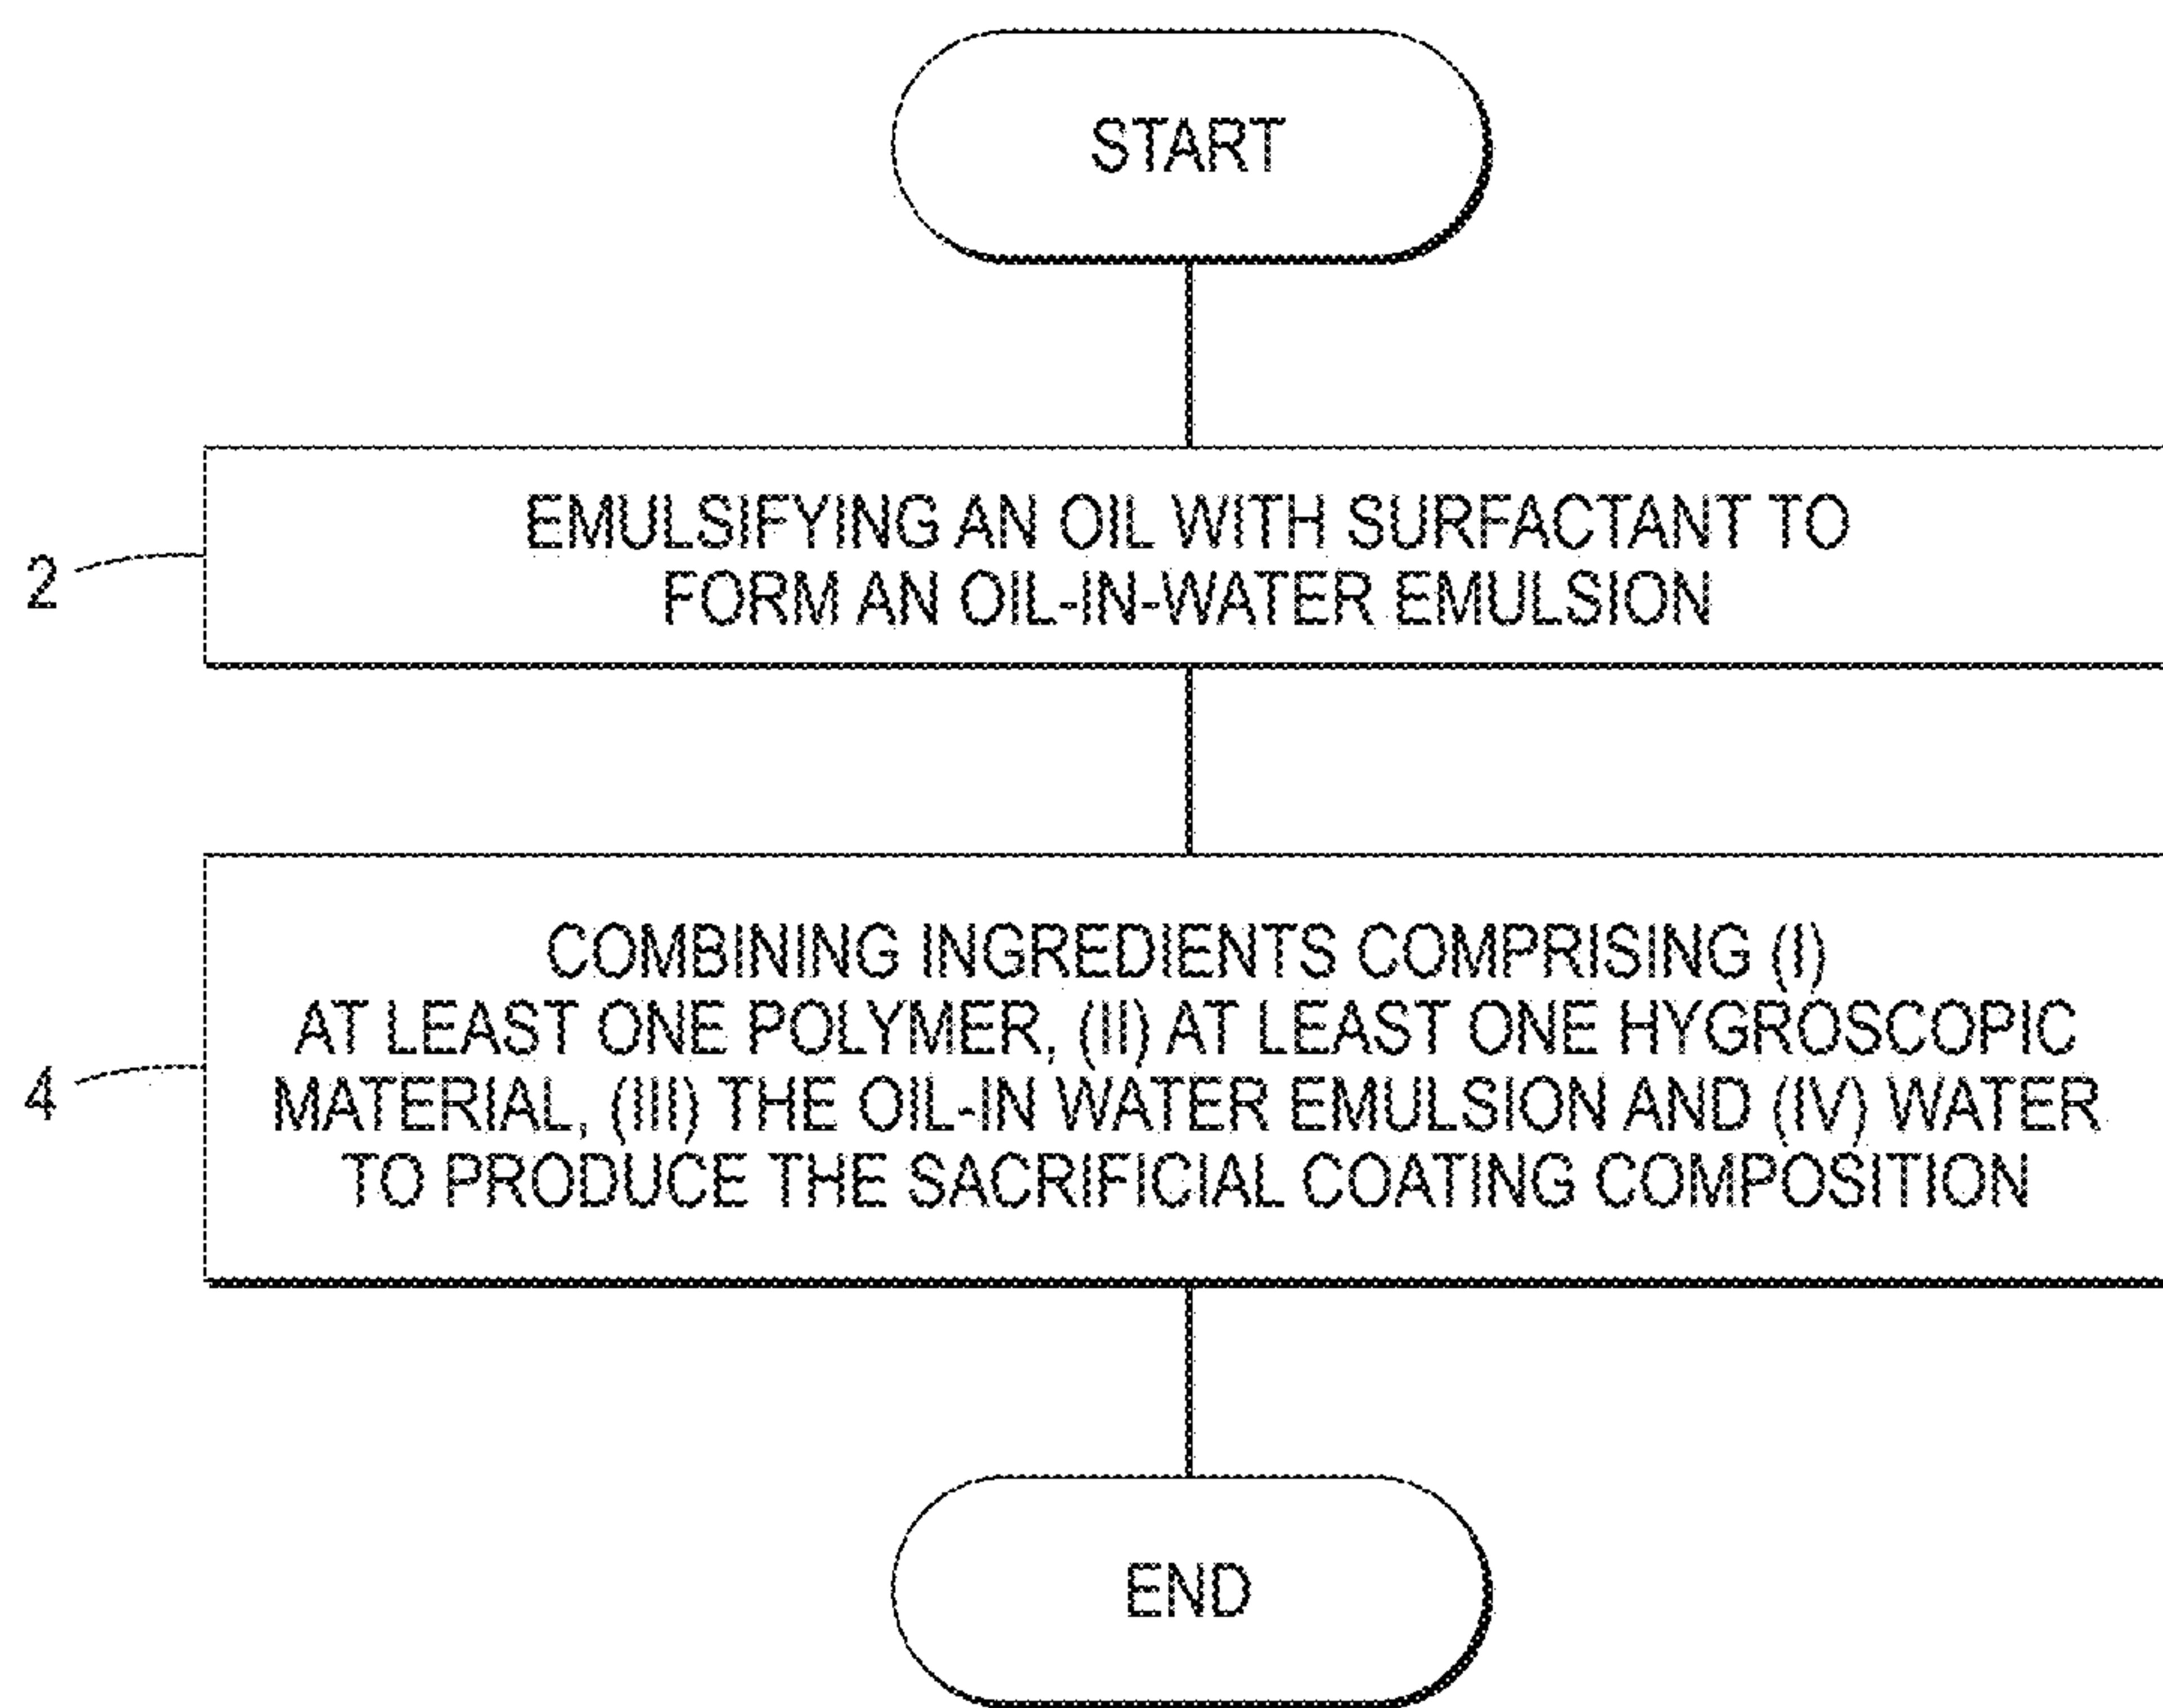 START
2
EMULSIFYING AN OIL WITH SURFACTANT TO
FORM AN OIL-IN-WATER EMULSION
4
COMBINING INGREDIENTS COMPRISING (I)
AT LEAST ONE POLYMER, (II) AT LEAST ONE HYGROSCOPIC
MATERIAL, (III) THE OIL-IN WATER EMULSION AND (IV) WATER
TO PRODUCE THE SACRIFICIAL COATING COMPOSITION
END